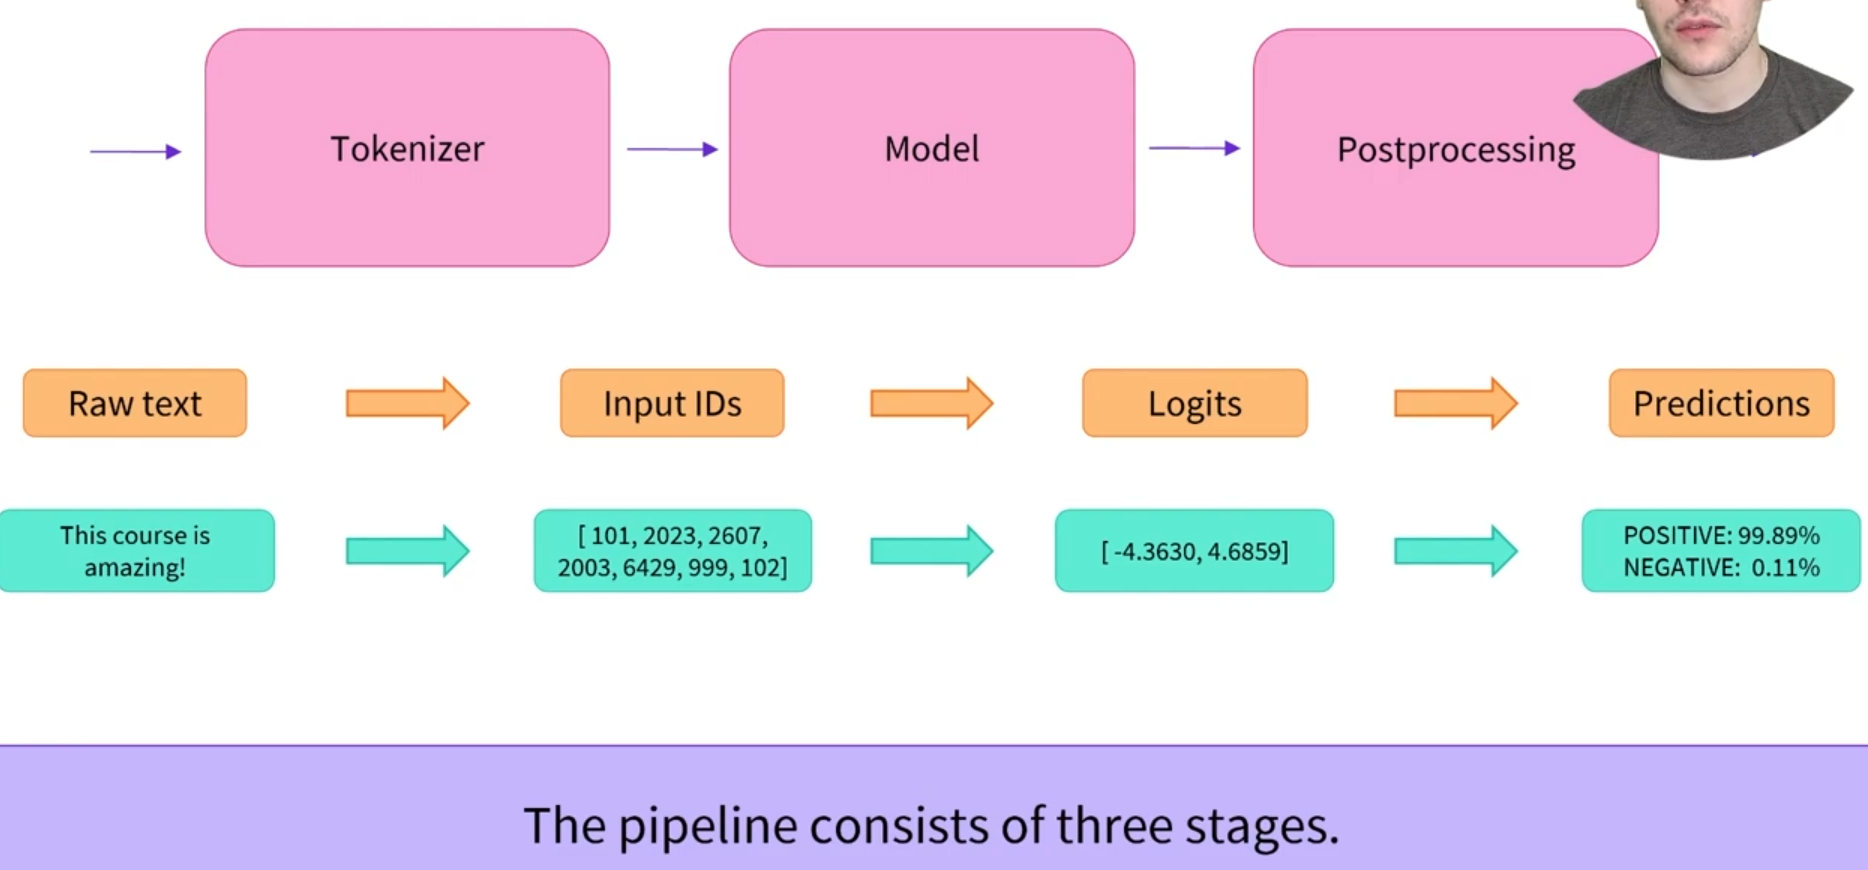 Tokenizer
Model
Postprocessing
Raw text
Input IDs
Logits
Predictions
This course is
amazing!
[ 101, 2023, 2607,
2003, 6429, 999, 102]
[ -4.3630, 4.6859]
POSITIVE: 99.89%
NEGATIVE: 0.11%
The pipeline consists of three stages.